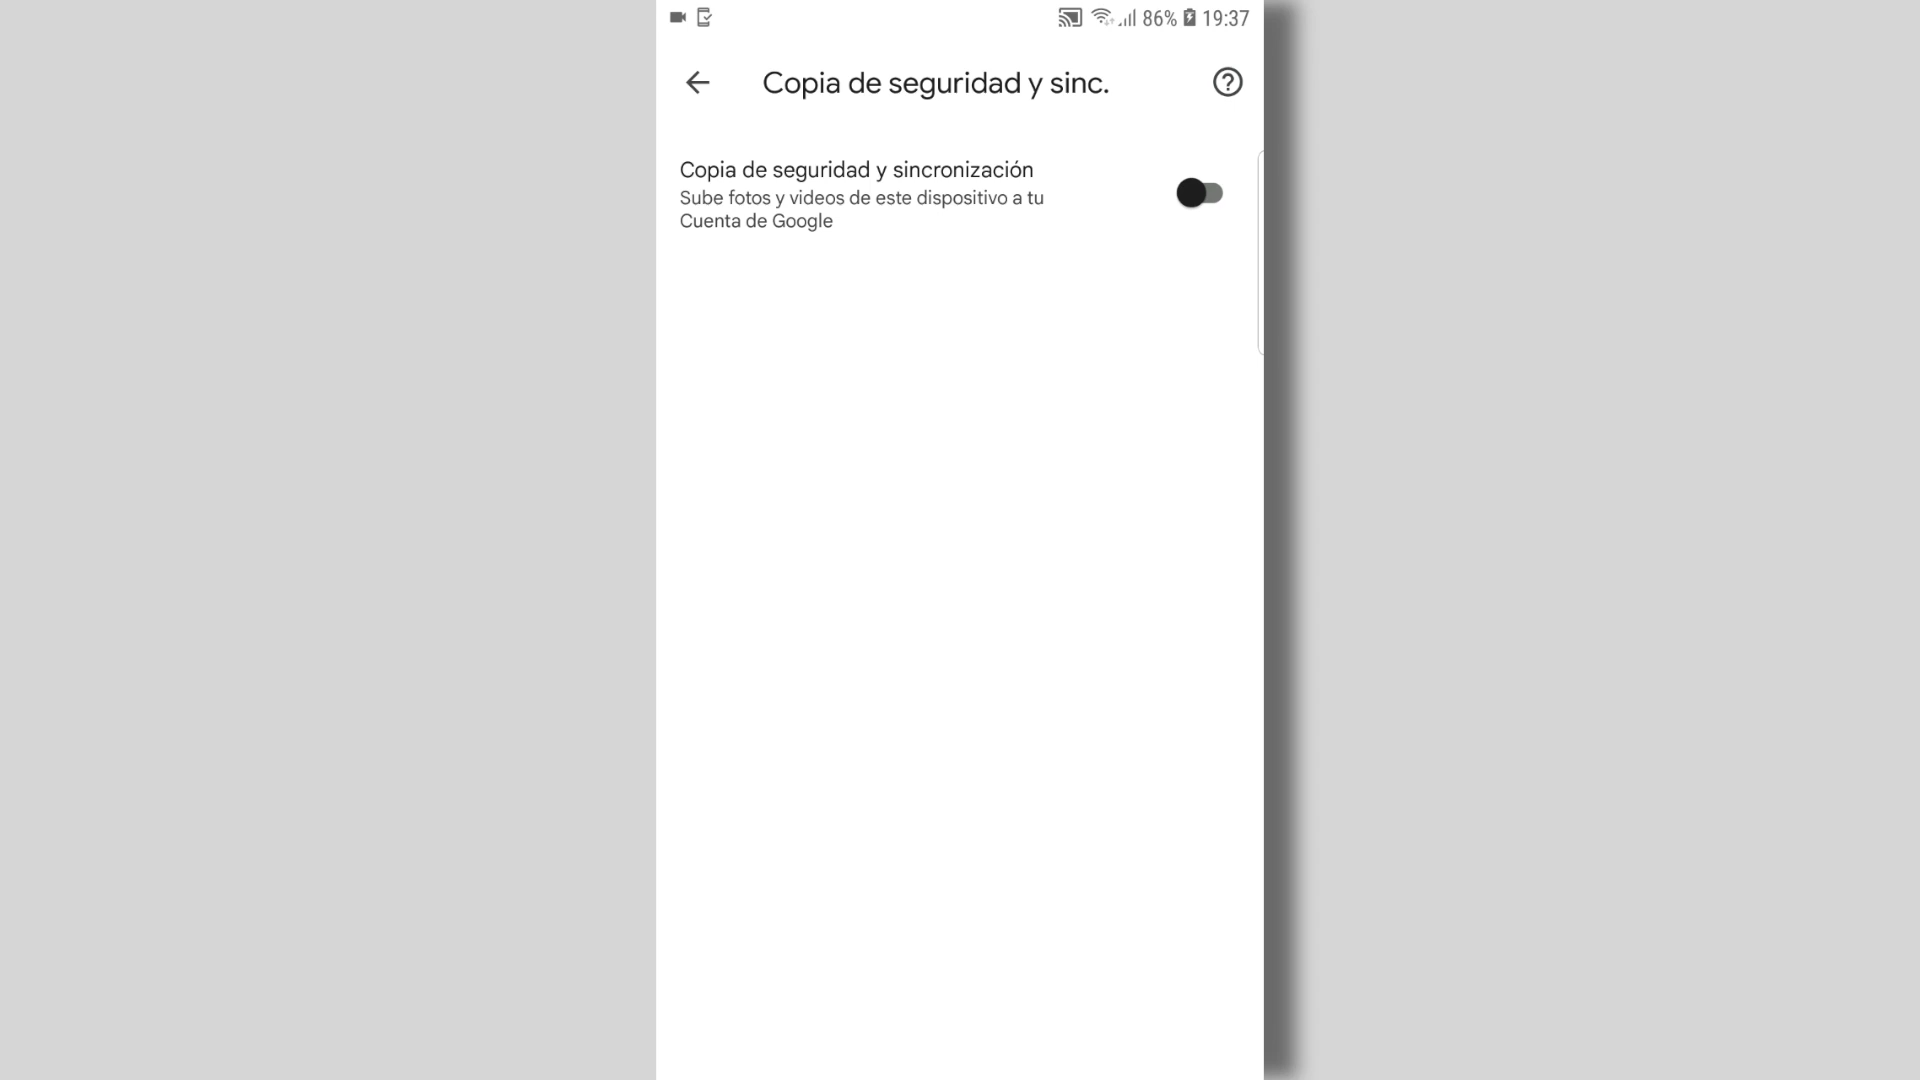 86% 19:37
Copia de seguridad y sinc.
Copia de seguridad y sincronización
Sube fotos y videos de este dispositivo a tu
Cuenta de Google